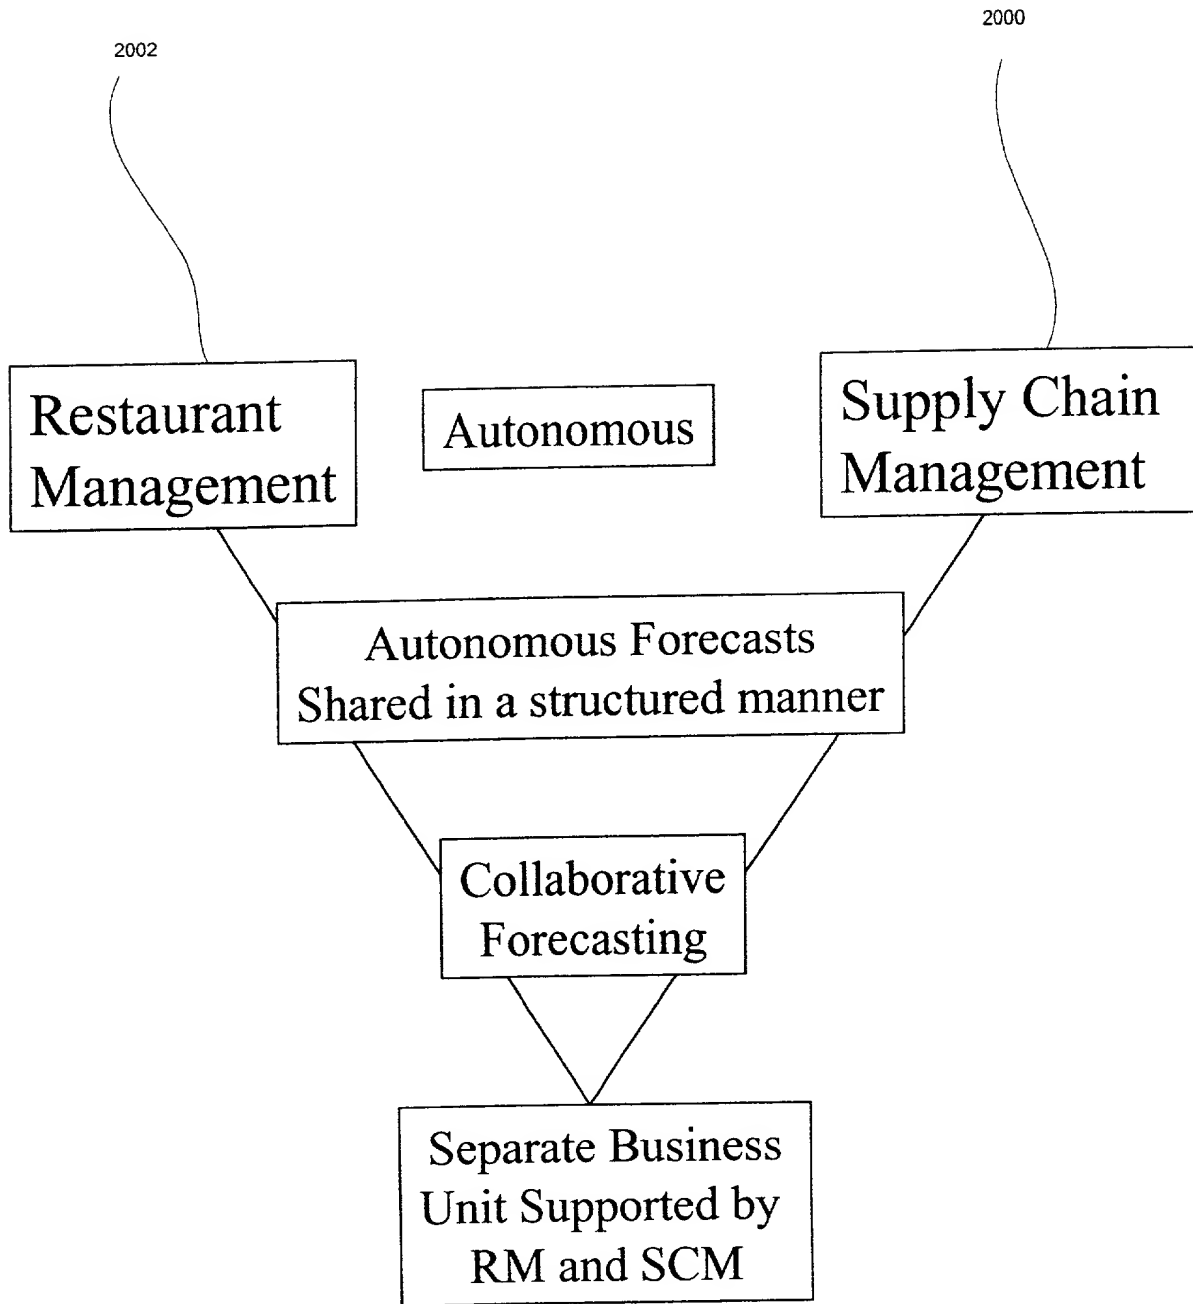 2002
2000
Restaurant
Management
Autonomous
Supply Chain
Management
Autonomous Forecasts
Shared in a structured manner
Collaborative
Forecasting
Separate Business
Unit Supported by
RM and SCM